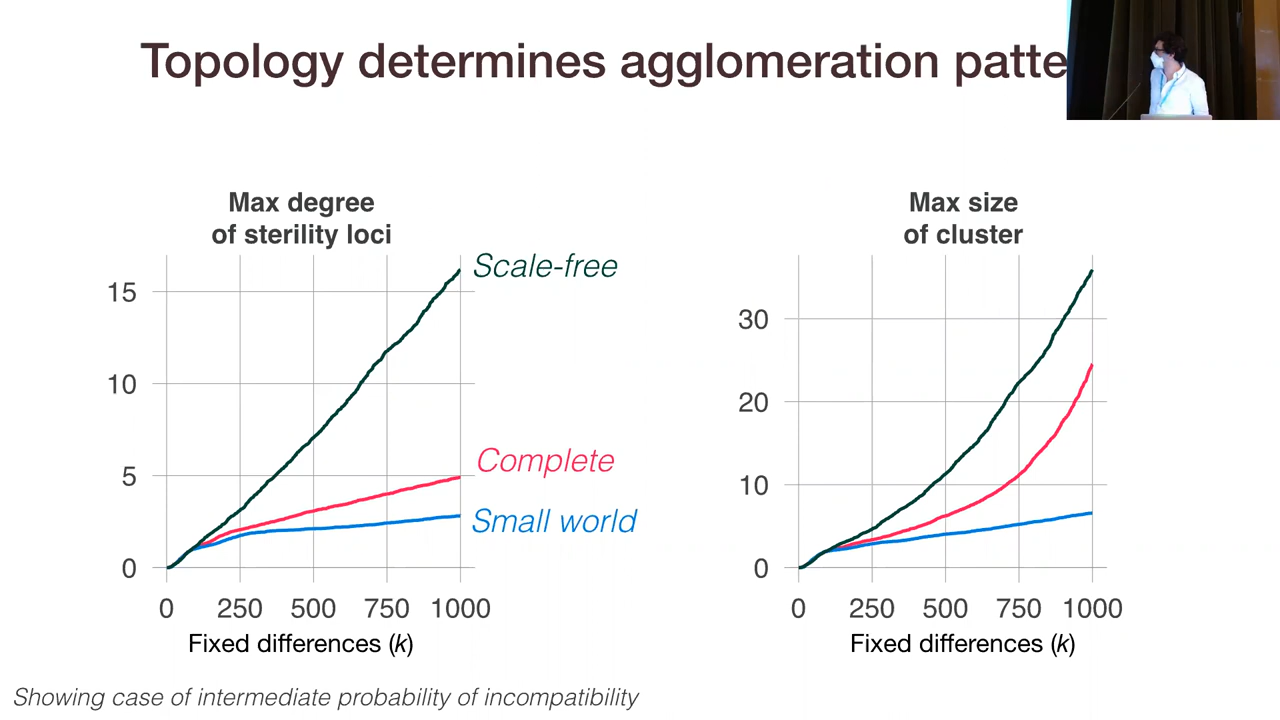 Topology determines agglomeration patte
Max degree
of sterility loci
Scale-free
Complete
Small world
15
10
5
0
0 250 500 750 1000
Fixed differences (k)
Max size
of cluster
30
20
10
0
0 250 500 750 1000
Fixed differences (k)
Showing case of intermediate probability of incompatibility